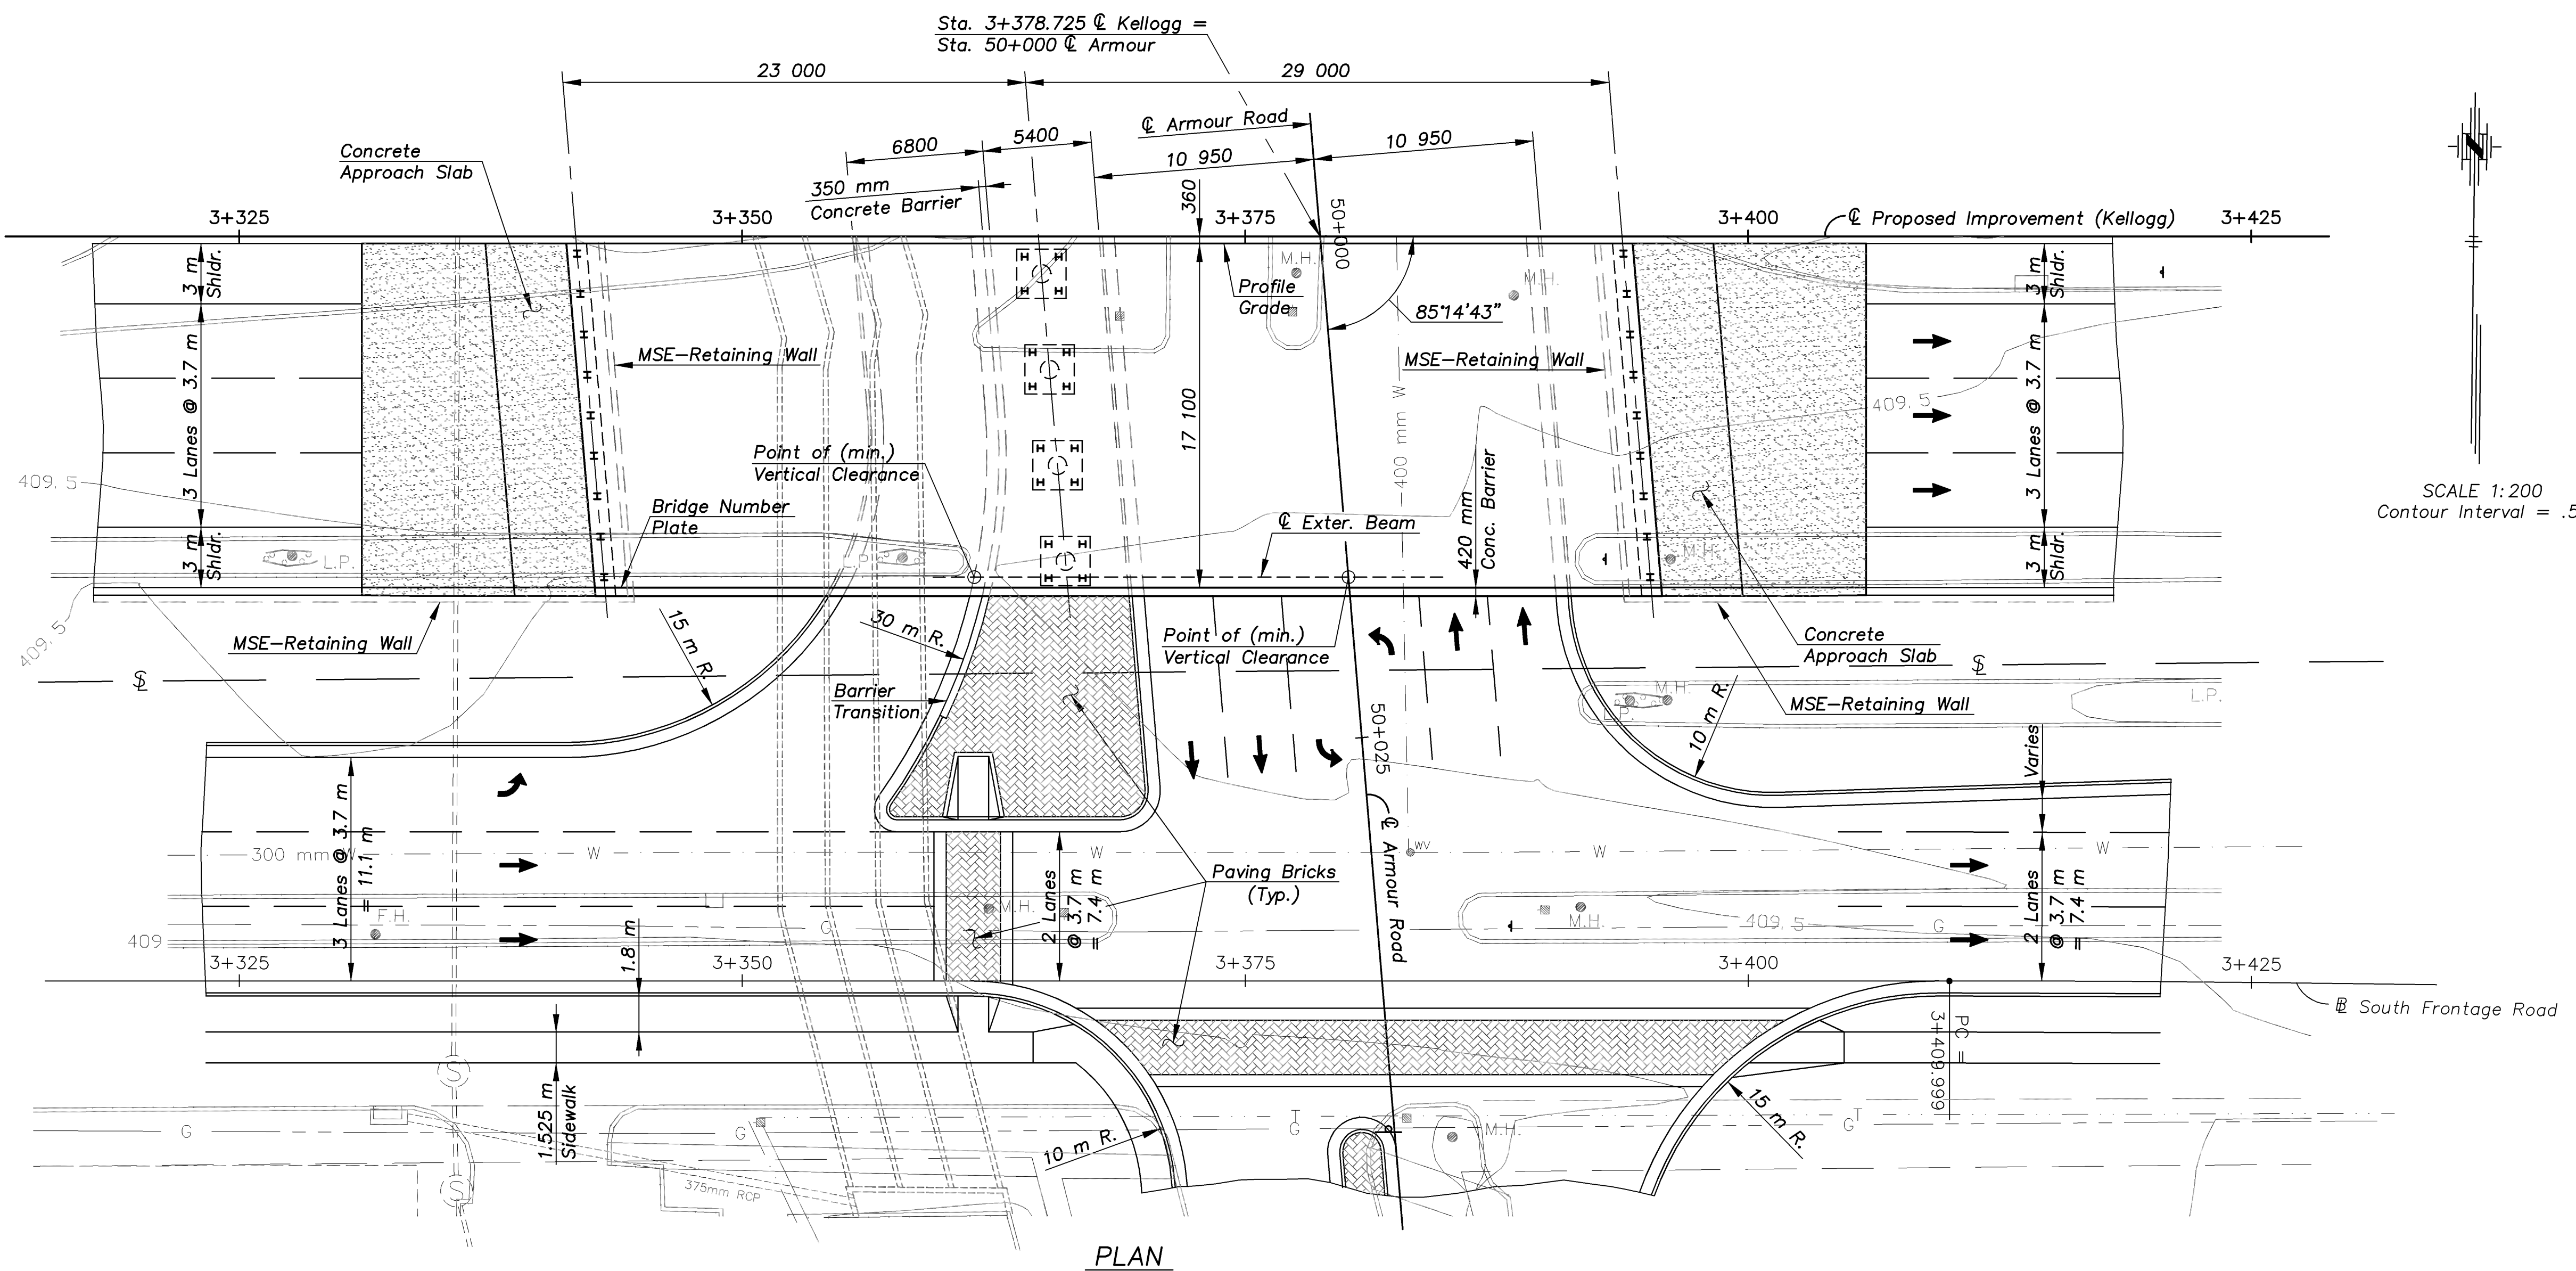 Sta. 3+378.725 ℄ Kellogg =
Sta. 50+000 ℄ Armour
23 000
29 000
℄ Armour Road
6800
5400
10 950
10 950
Concrete
Approach Slab
350 mm
Concrete Barrier
360
50+000
3+325
3+350
3+375
3+400
3+425
℄ Proposed Improvement (Kellogg)
3 m
Shldr.
M.H.
M.H.
Profile
Grade
85°14'43"
3 m
Shldr.
MSE-Retaining Wall
MSE-Retaining Wall
3 Lanes @ 3.7 m
17 100
400 mm W
3 Lanes @ 3.7 m
409.5
409.5
Point of (min.)
Vertical Clearance
Bridge Number
Plate
℄ Exter. Beam
420 mm
Conc. Barrier
SCALE 1:200
Contour Interval = .5
3 m
Shldr.
L.P.
L.P.
M.H.
3 m
Shldr.
409.5
MSE-Retaining Wall
15 m R.
30 m R.
Point of (min.)
Vertical Clearance
Concrete
Approach Slab
Barrier
Transition
50+025
M.H.
L.P.
L.P.
MSE-Retaining Wall
10 m R.
Varies
3 Lanes @ 3.7 m
= 11.1 m
300 mm W
W
W
WV
W
W
℄ Armour Road
Paving Bricks
(Typ.)
F.H.
M.H.
2 Lanes
@ 3.7 m
= 7.4 m
G
M.H.
409.5
G
2 Lanes
@ 3.7 m
= 7.4 m
409
1.8 m
3+325
3+350
3+375
3+400
3+425
South Frontage Road
PC =
3+409.999
S
1.525 m
Sidewalk
15 m R.
10 m R.
G
G
T
G
M.H.
T
G
S
375mm RCP
PLAN